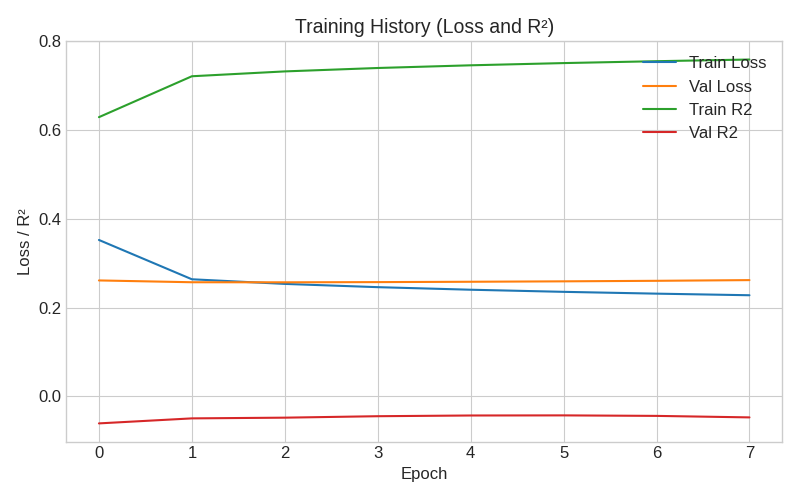 Training History (Loss and R²)
Train Loss
Val Loss
Train R2
Val R2
Loss / R²
0.8
0.6
0.4
0.2
0.0
0 1 2 3 4 5 6 7
Epoch